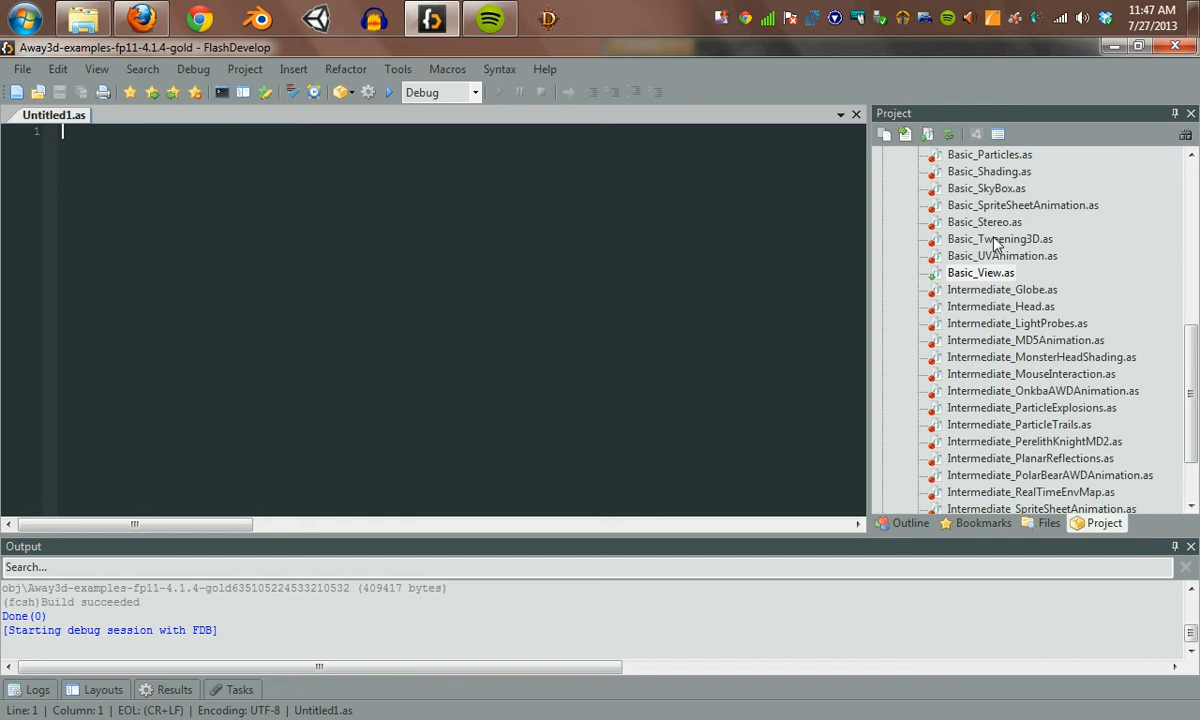 11:47 AM
7/27/2013
Away3d-examples-fp11-4.1.4-gold - FlashDevelop
File Edit View Search Debug Project Insert Refactor Tools Macros Syntax Help
Debug
Untitled1.as
1
Project
Basic_Particles.as
Basic_Shading.as
Basic_SkyBox.as
Basic_SpriteSheetAnimation.as
Basic_Stereo.as
Basic_Tweening3D.as
Basic_UVAnimation.as
Basic_View.as
Intermediate_Globe.as
Intermediate_Head.as
Intermediate_LightProbes.as
Intermediate_MD5Animation.as
Intermediate_MonsterHeadShading.as
Intermediate_MouseInteraction.as
Intermediate_OnkbaAWDAnimation.as
Intermediate_ParticleExplosions.as
Intermediate_ParticleTrails.as
Intermediate_PerelithKnightMD2.as
Intermediate_PlanarReflections.as
Intermediate_PolarBearAWDAnimation.as
Intermediate_RealTimeEnvMap.as
Intermediate_SpriteSheetAnimation.as
Outline Bookmarks Files Project
Output
Search...
obj\Away3d-examples-fp11-4.1.4-gold635105224533210532 (409417 bytes)
(fcsh)Build succeeded
Done(0)
[Starting debug session with FDB]
Logs Layouts Results Tasks
Line: 1 | Column: 1 | EOL: (CR+LF) | Encoding: UTF-8 | Untitled1.as